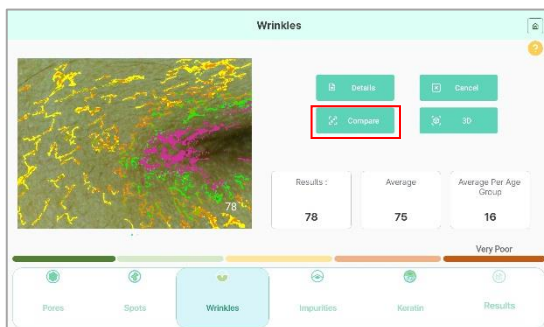 Wrinkles
?
Details
Cancel
Compare
3D
78
Results :
Average
Average Per Age
Group
78
75
16
Very Poor
Pores
Spots
Wrinkles
Impurities
Keratin
Results